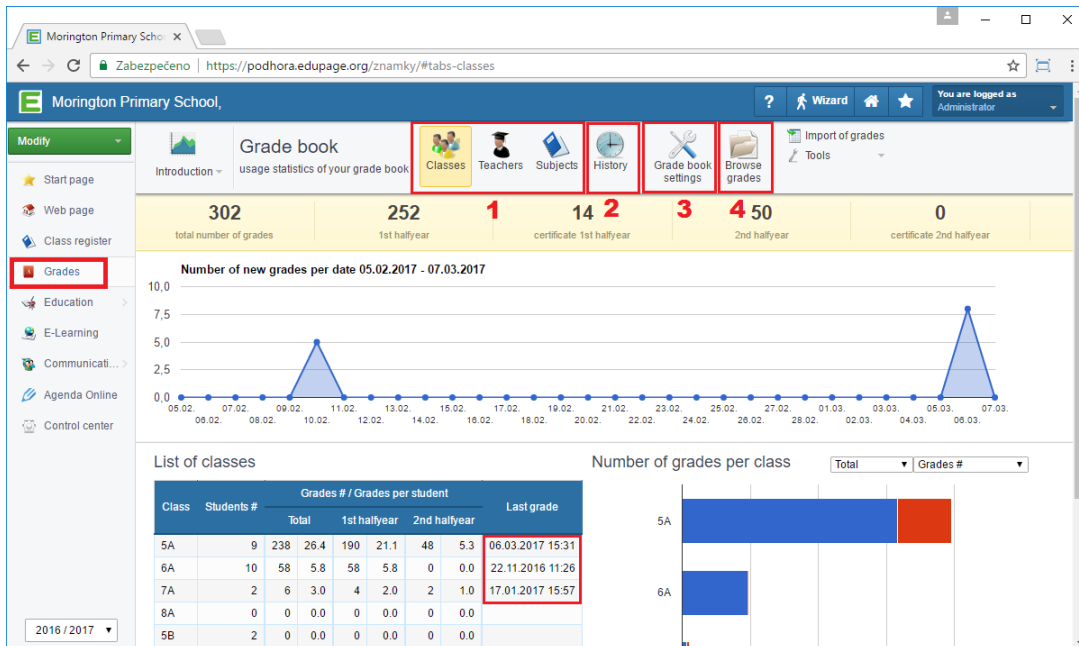 Morington Primary Schoo
Zabezpečeno | https://podhora.edupage.org/znamky/#tabs-classes
Morington Primary School,
? Wizard
You are logged as
Administrator
Modify
Start page
Web page
Class register
Grades
Education
E-Learning
Communicati...
Agenda Online
Control center
2016 / 2017
Introduction
Grade book
usage statistics of your grade book
Classes Teachers Subjects History Grade book settings Browse grades
Import of grades
Tools
1 2 3 4
302 252 14 50 0
total number of grades 1st halfyear certificate 1st halfyear 2nd halfyear certificate 2nd halfyear
Number of new grades per date 05.02.2017 - 07.03.2017
10,0
7,5
5,0
2,5
0,0
05.02. 07.02. 09.02. 11.02. 13.02. 15.02. 17.02. 19.02. 21.02. 23.02. 25.02. 27.02. 01.03. 03.03. 05.03. 07.03.
06.02. 08.02. 10.02. 12.02. 14.02. 16.02. 18.02. 20.02. 22.02. 24.02. 26.02. 28.02. 02.03. 04.03. 06.03.
List of classes
Class Students # Grades # / Grades per student Last grade
Total 1st halfyear 2nd halfyear
5A 9 238 26.4 190 21.1 48 5.3 06.03.2017 15:31
6A 10 58 5.8 58 5.8 0 0.0 22.11.2016 11:26
7A 2 6 3.0 4 2.0 2 1.0 17.01.2017 15:57
8A 0 0 0.0 0 0.0 0 0.0
5B 2 0 0.0 0 0.0 0 0.0
Number of grades per class
Total Grades #
5A
6A